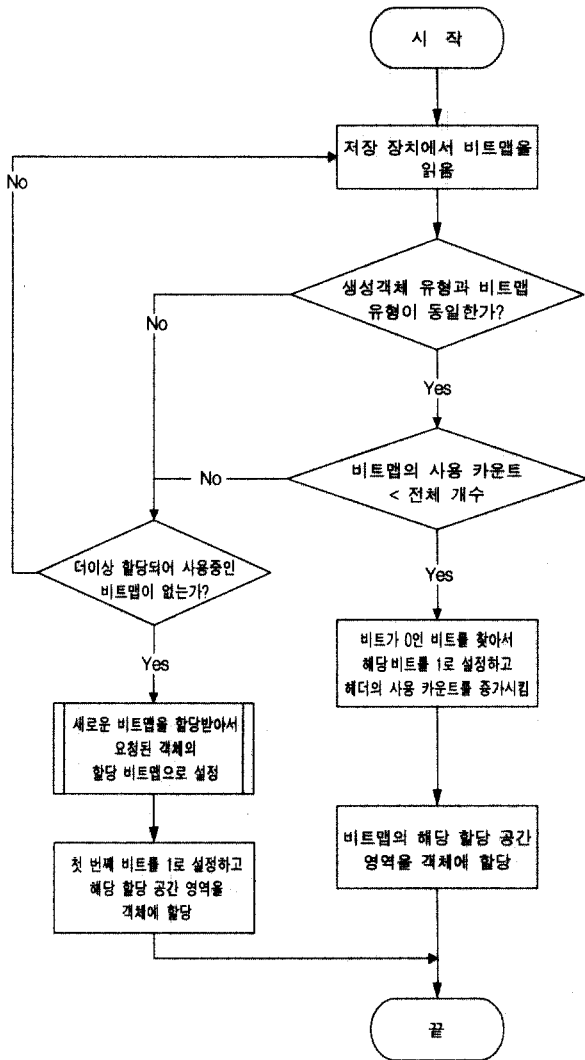 시 작
저장 장치에서 비트맵을
읽음
No
생성객체 유형과 비트맵
유형이 동일한가?
No
Yes
비트맵의 사용 카운트
< 전체 개수
No
더이상 할당되어 사용중인
비트맵이 없는가?
Yes
Yes
비트가 0인 비트를 찾아서
해당비트를 1로 설정하고
헤더의 사용 카운트를 증가시킴
새로운 비트맵을 할당받아서
요청된 객체의
할당 비트맵으로 설정
비트맵의 해당 할당 공간
영역을 객체에 할당
첫 번째 비트를 1로 설정하고
해당 할당 공간 영역을
객체에 할당
끝